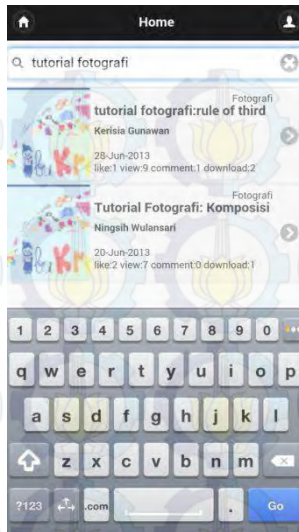 Home
tutorial fotografi
Fotografi
tutorial fotografi:rule of third
Kerisia Gunawan
28-Jun-2013
like:1 view:9 comment:1 download:2
Fotografi
Tutorial Fotografi: Komposisi
Ningsih Wulansari
20-Jun-2013
like:2 view:7 comment:0 download:1
1 2 3 4 5 6 7 8 9 0
q w e r t y u i o p
a s d f g h j k l
z x c v b n m
?123 .com . Go